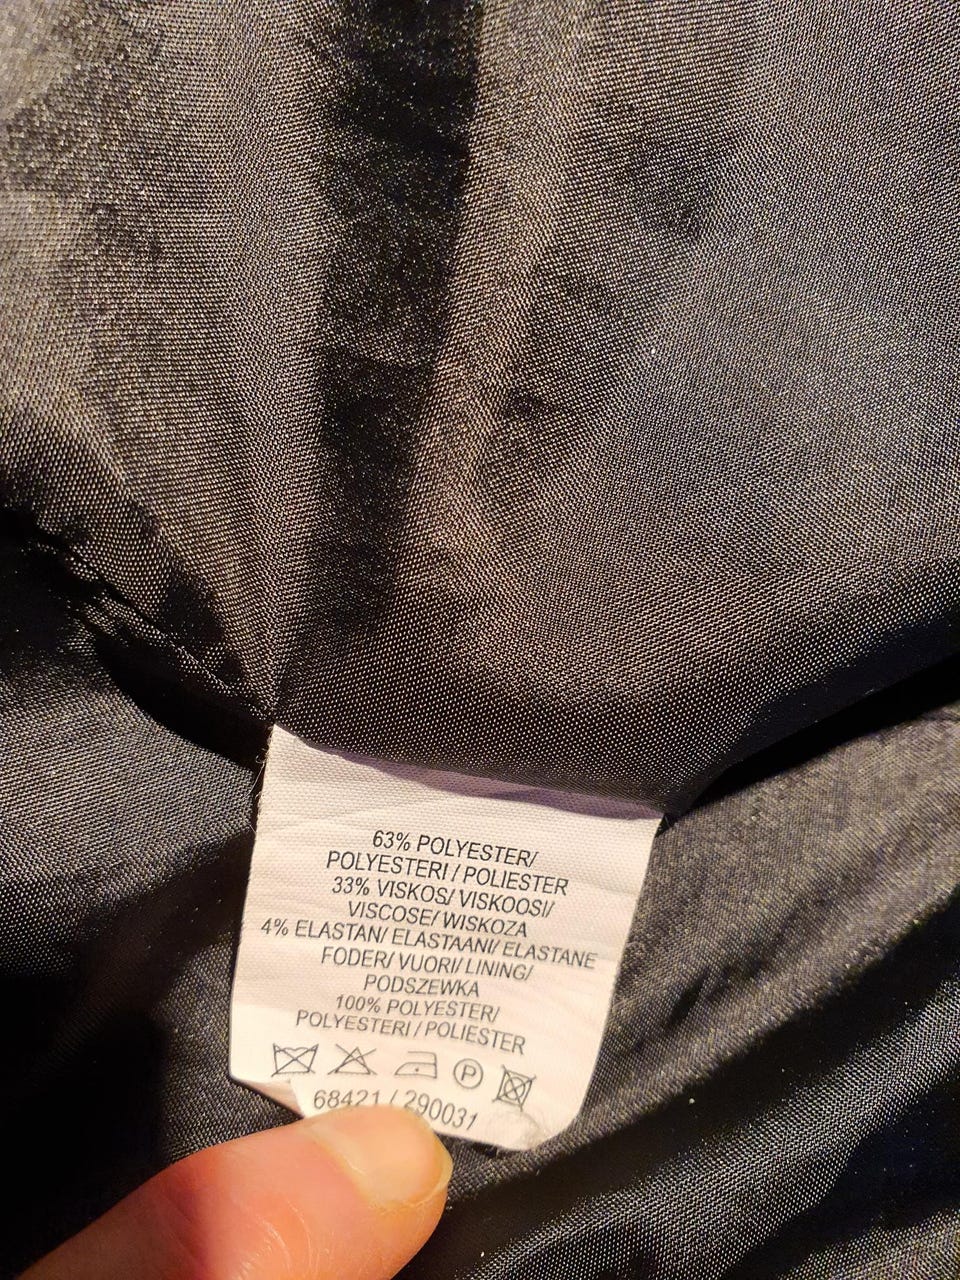 63% POLYESTER/
POLYESTERI / POLIESTER
33% VISKOS/ VISKOOSI/
VISCOSE/ WISKOZA
4% ELASTAN/ ELASTAANI/ ELASTANE
FODER/ VUORI/ LINING/
PODSZEWKA
100% POLYESTER/
POLYESTERI / POLIESTER
P
68421 / 290031